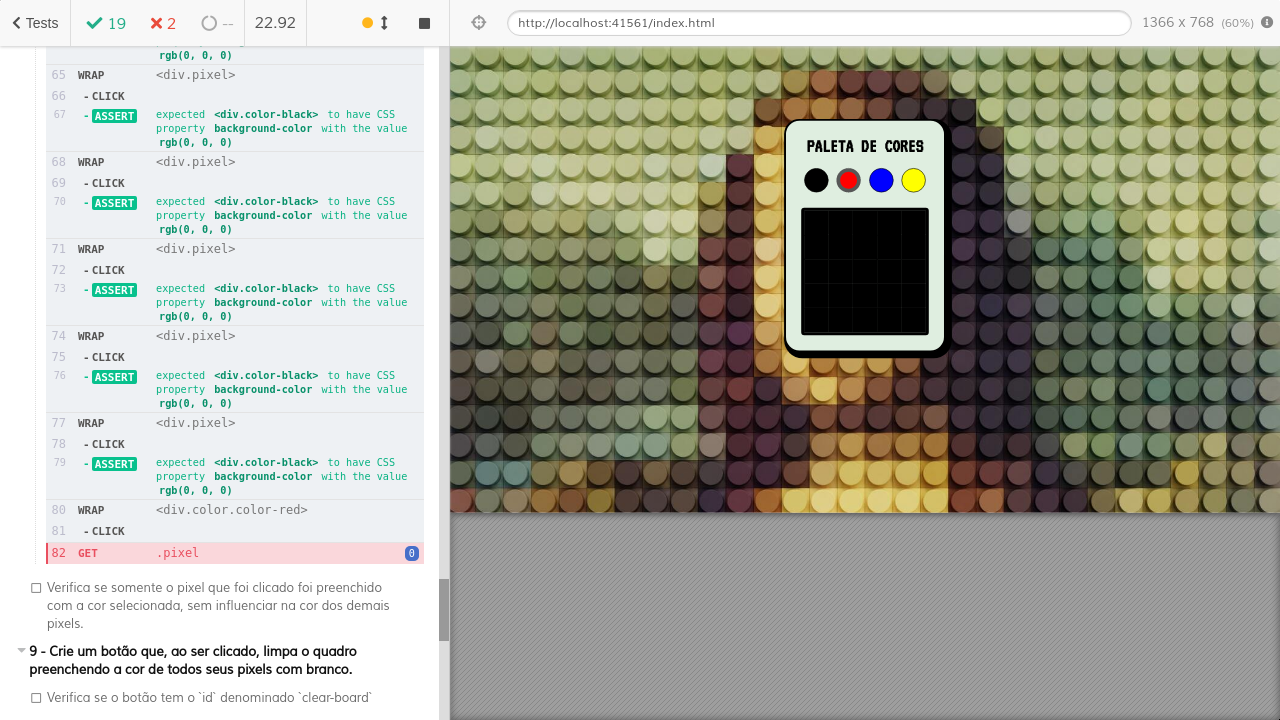 Tests
19
2
--
22.92
http://localhost:41561/index.html
1366 x 768 (60%)
rgb(0, 0, 0)
65 WRAP <div.pixel>
66 -CLICK
67 -ASSERT expected <div.color-black> to have CSS
property background-color with the value
rgb(0, 0, 0)
68 WRAP <div.pixel>
69 -CLICK
70 -ASSERT expected <div.color-black> to have CSS
property background-color with the value
rgb(0, 0, 0)
71 WRAP <div.pixel>
72 -CLICK
73 -ASSERT expected <div.color-black> to have CSS
property background-color with the value
rgb(0, 0, 0)
74 WRAP <div.pixel>
75 -CLICK
76 -ASSERT expected <div.color-black> to have CSS
property background-color with the value
rgb(0, 0, 0)
77 WRAP <div.pixel>
78 -CLICK
79 -ASSERT expected <div.color-black> to have CSS
property background-color with the value
rgb(0, 0, 0)
80 WRAP <div.color.color-red>
81 -CLICK
82 GET .pixel 0
Verifica se somente o pixel que foi clicado foi preenchido
com a cor selecionada, sem influenciar na cor dos demais
pixels.
9 - Crie um botão que, ao ser clicado, limpa o quadro
preenchendo a cor de todos seus pixels com branco.
Verifica se o botão tem o `id` denominado `clear-board`
PALETA DE CORES